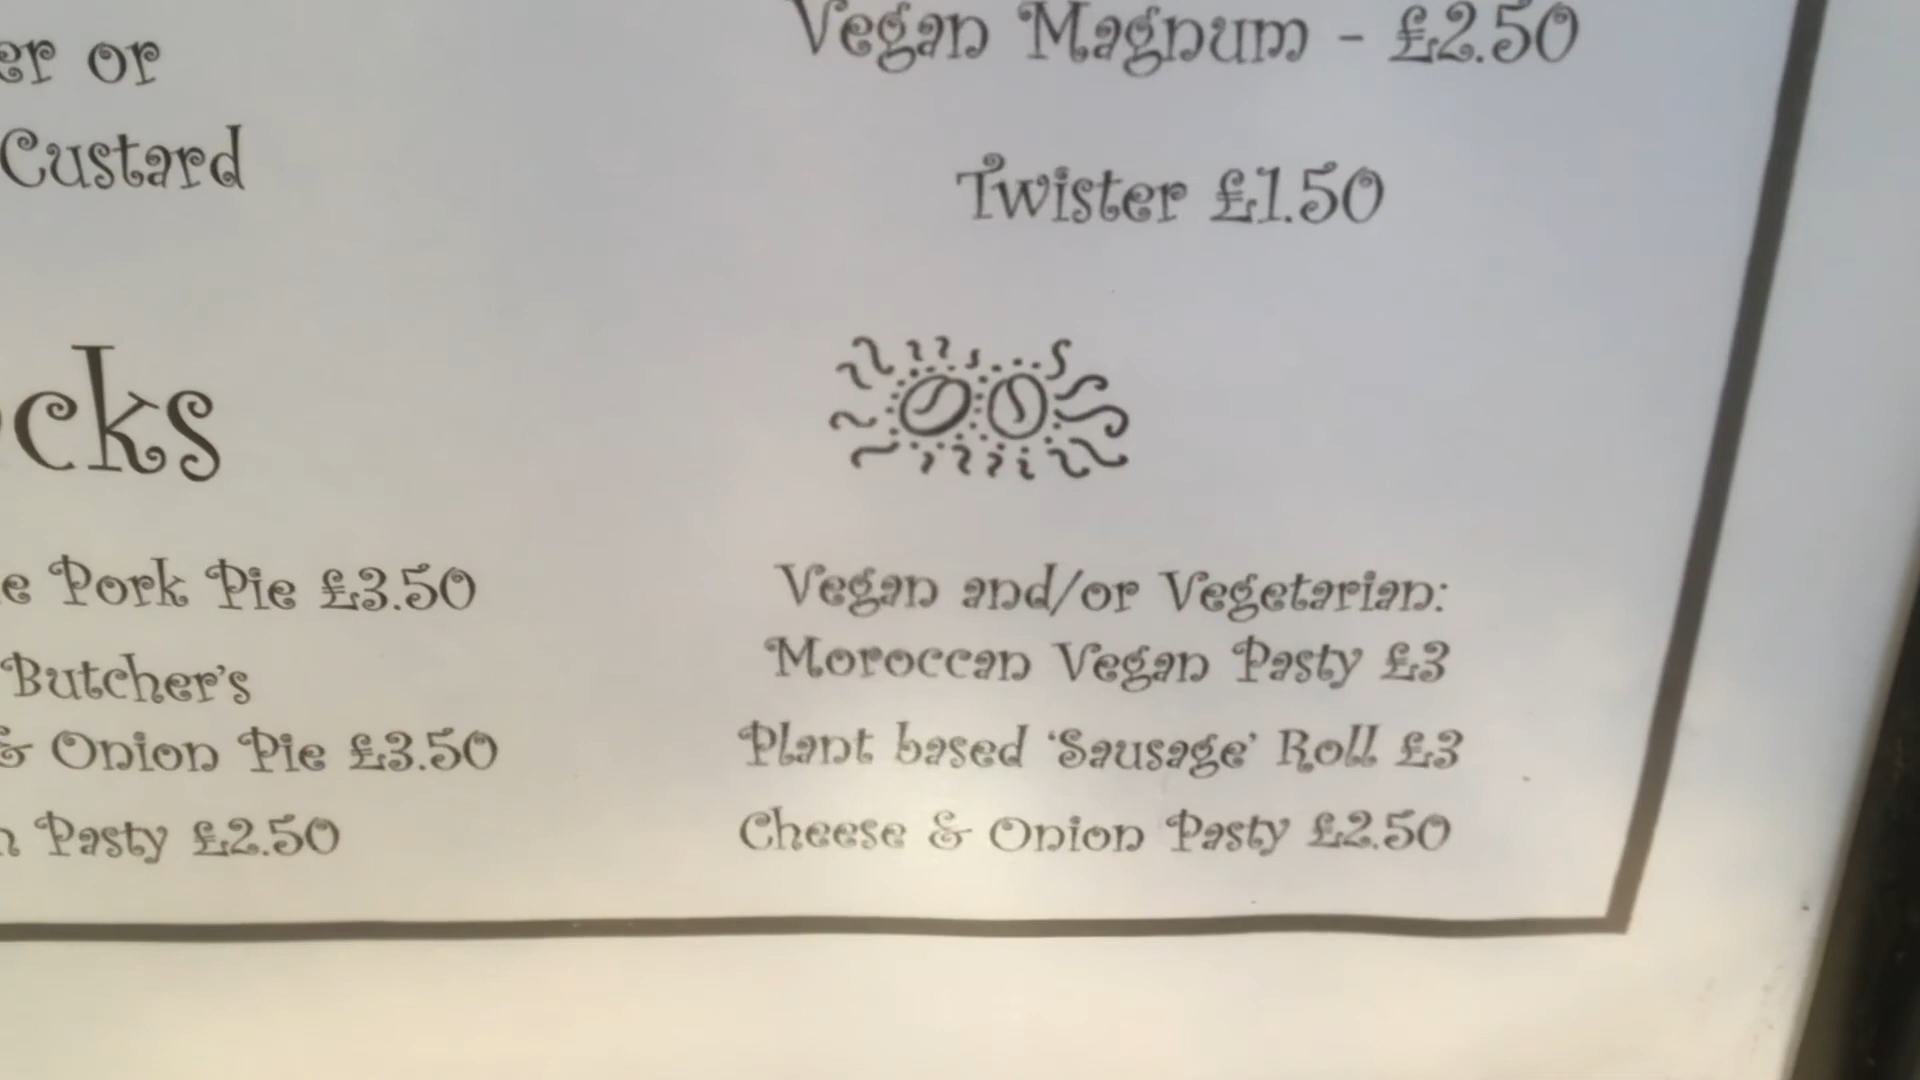 er or
Custard
cks
e Pork Pie £3.50
Butcher's
& Onion Pie £3.50
Pasty £2.50
Vegan Magnum - £2.50
Twister £1.50
Vegan and/or Vegetarian:
Moroccan Vegan Pasty £3
Plant based ‘Sausage’ Roll £3
Cheese & Onion Pasty £2.50